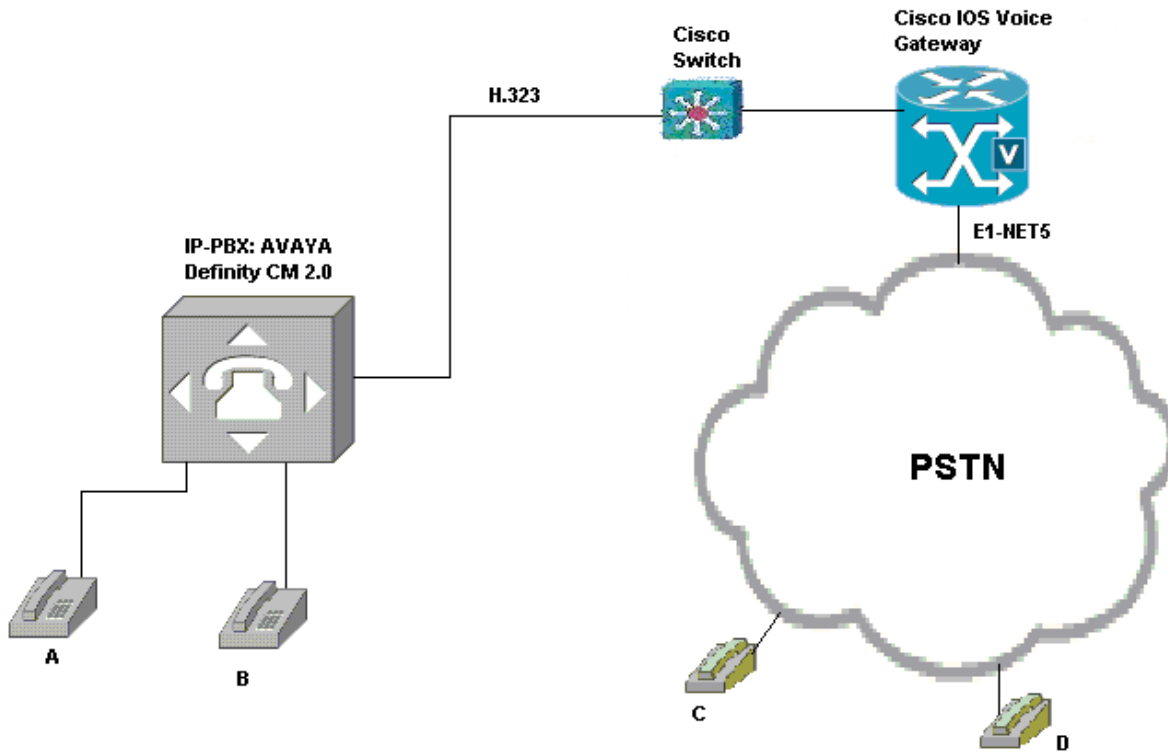 Cisco IOS Voice
Gateway
Cisco
Switch
H.323
V
E1-NET5
IP-PBX: AVAYA
Definity CM 2.0
PSTN
A
B
C
D